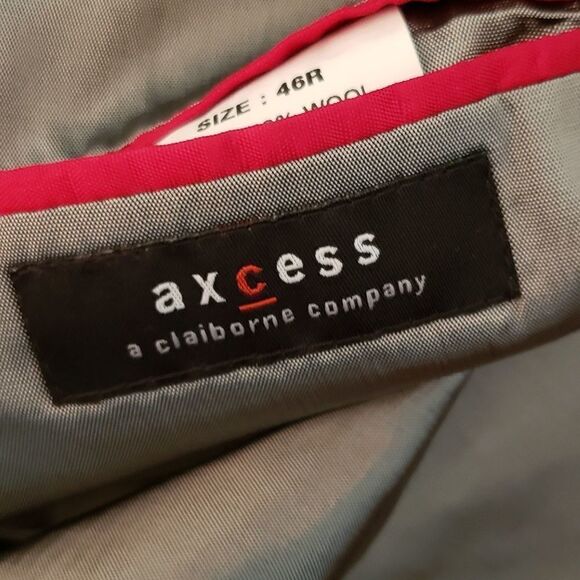 SIZE : 46R
% WOOL
axcess
a claiborne company